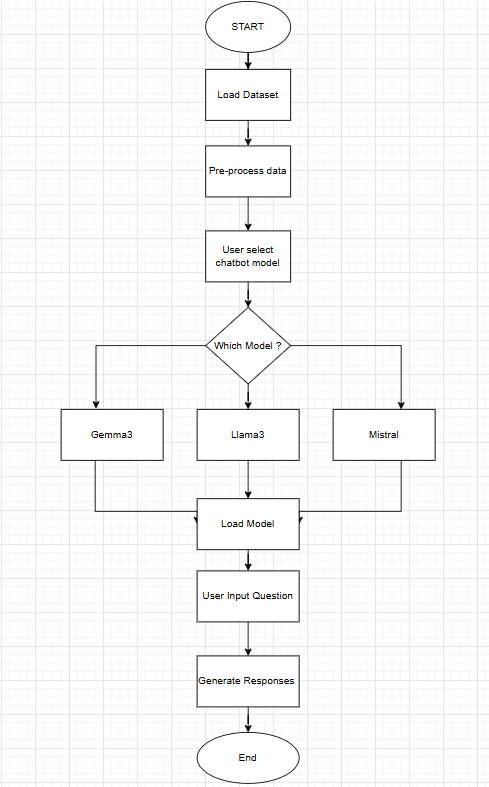 START
Load Dataset
Pre-process data
User select
chatbot model
Which Model ?
Gemma3
Llama3
Mistral
Load Model
User Input Question
Generate Responses
End